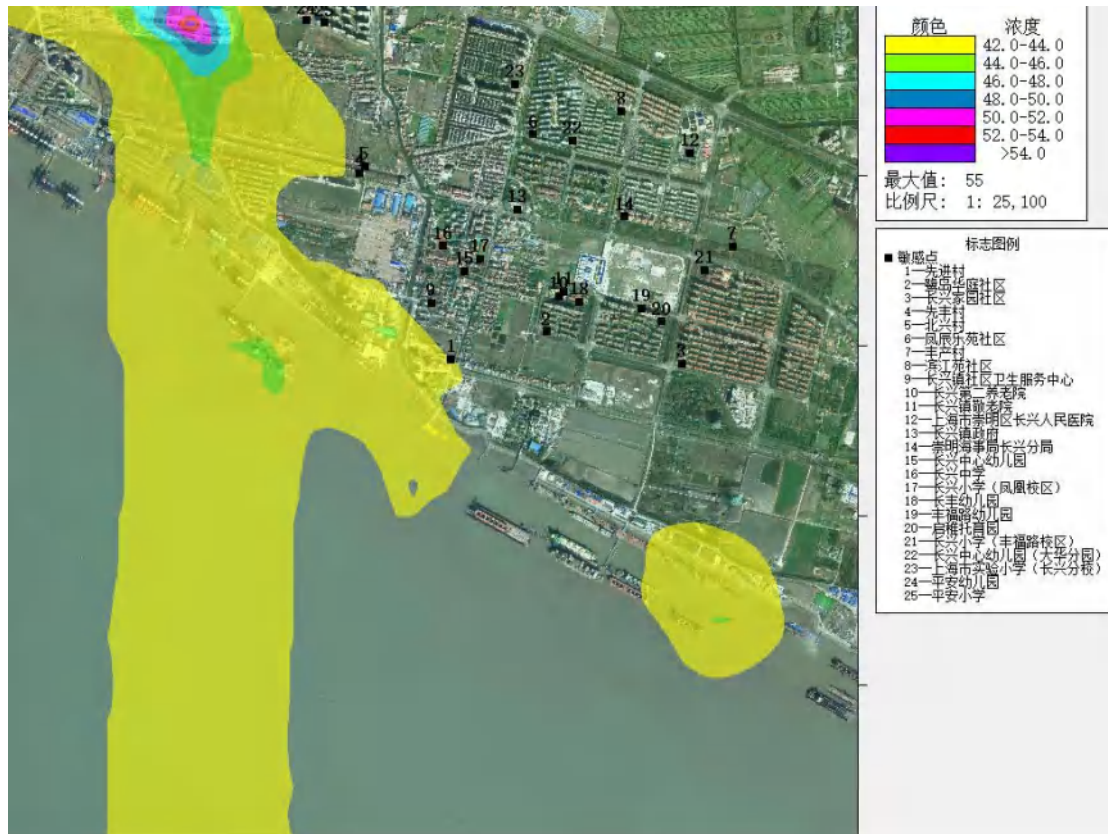 24 25
23
8
6
22
12
5
4
13
14
16
17
15
7
21
9
11
10
18
19
20
2
1
3
颜色 浓度
42.0-44.0
44.0-46.0
46.0-48.0
48.0-50.0
50.0-52.0
52.0-54.0
>54.0
最大值: 55
比例尺: 1: 25,100
标志图例
敏感点
1—先进村
2—骏岛华庭社区
3—长兴家园社区
4—先丰村
5—北兴村
6—凤辰乐苑社区
7—丰产村
8—滨江苑社区
9—长兴镇社区卫生服务中心
10—长兴第二养老院
11—长兴镇敬老院
12—上海市崇明区长兴人民医院
13—长兴镇政府
14—崇明海事局长兴分局
15—长兴中心幼儿园
16—长兴中学
17—长兴小学（凤凰校区）
18—长丰幼儿园
19—丰福路幼儿园
20—启稚托育园
21—长兴小学（丰福路校区）
22—长兴中心幼儿园（大华分园）
23—上海市实验小学（长兴分校）
24—平安幼儿园
25—平安小学